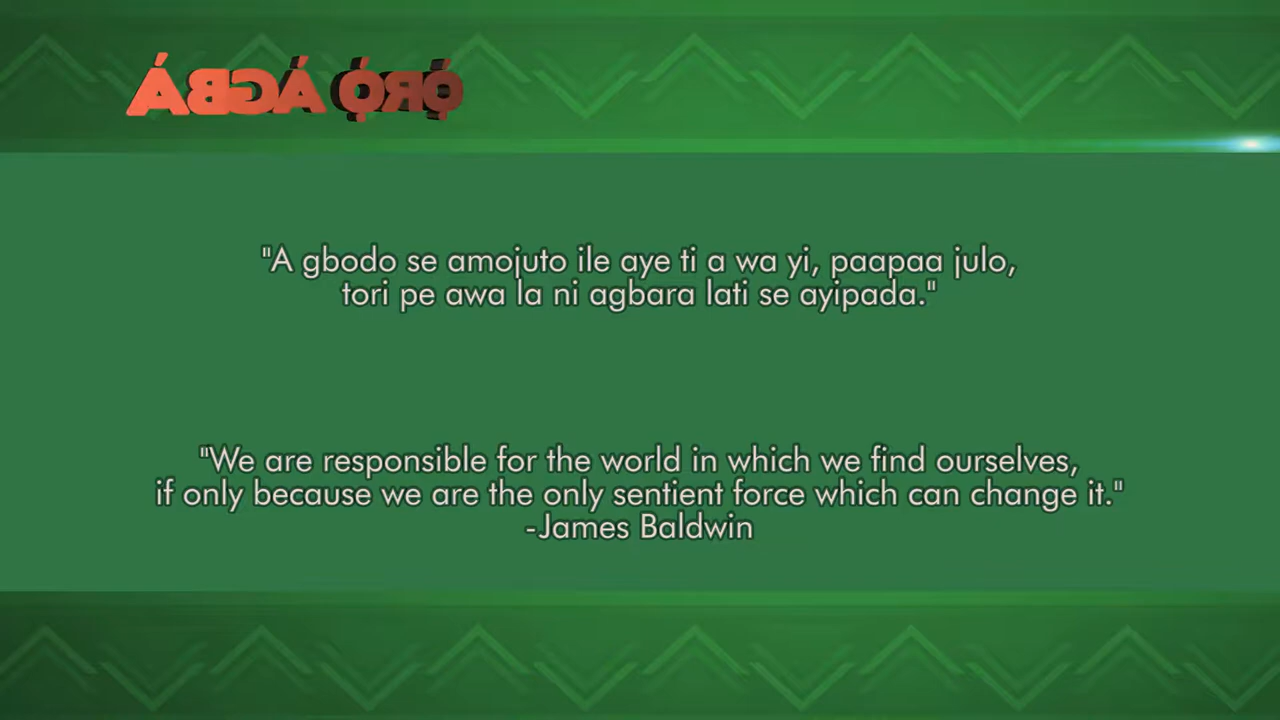 Ọ́RỌ́ ÁGBÁ
"A gbodo se amojuto ile aye ti a wa yi, paapaa julo,
tori pe awa la ni agbara lati se ayipada."
"We are responsible for the world in which we find ourselves,
if only because we are the only sentient force which can change it."
-James Baldwin